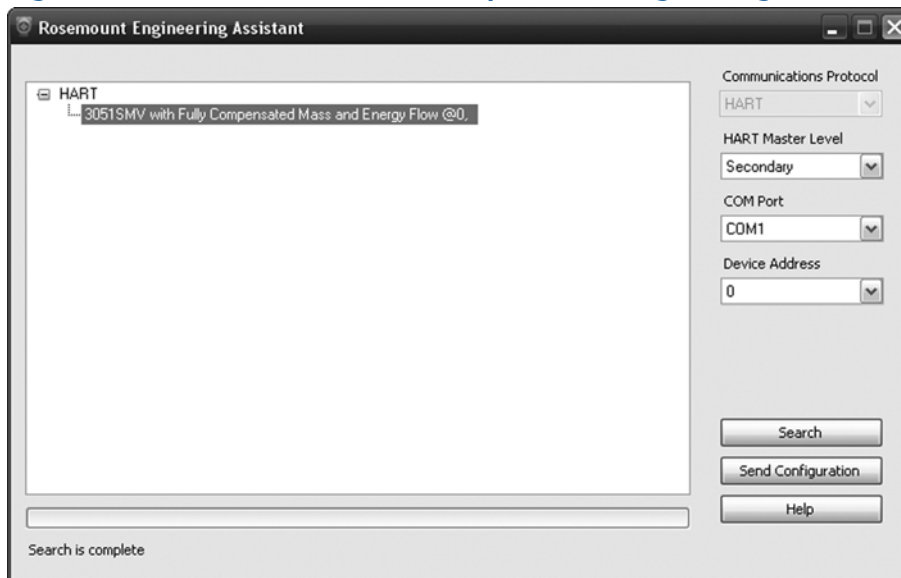 Rosemount Engineering Assistant
HART
3051SMV with Fully Compensated Mass and Energy Flow @0,
Communications Protocol
HART
HART Master Level
Secondary
COM Port
COM1
Device Address
0
Search
Send Configuration
Help
Search is complete